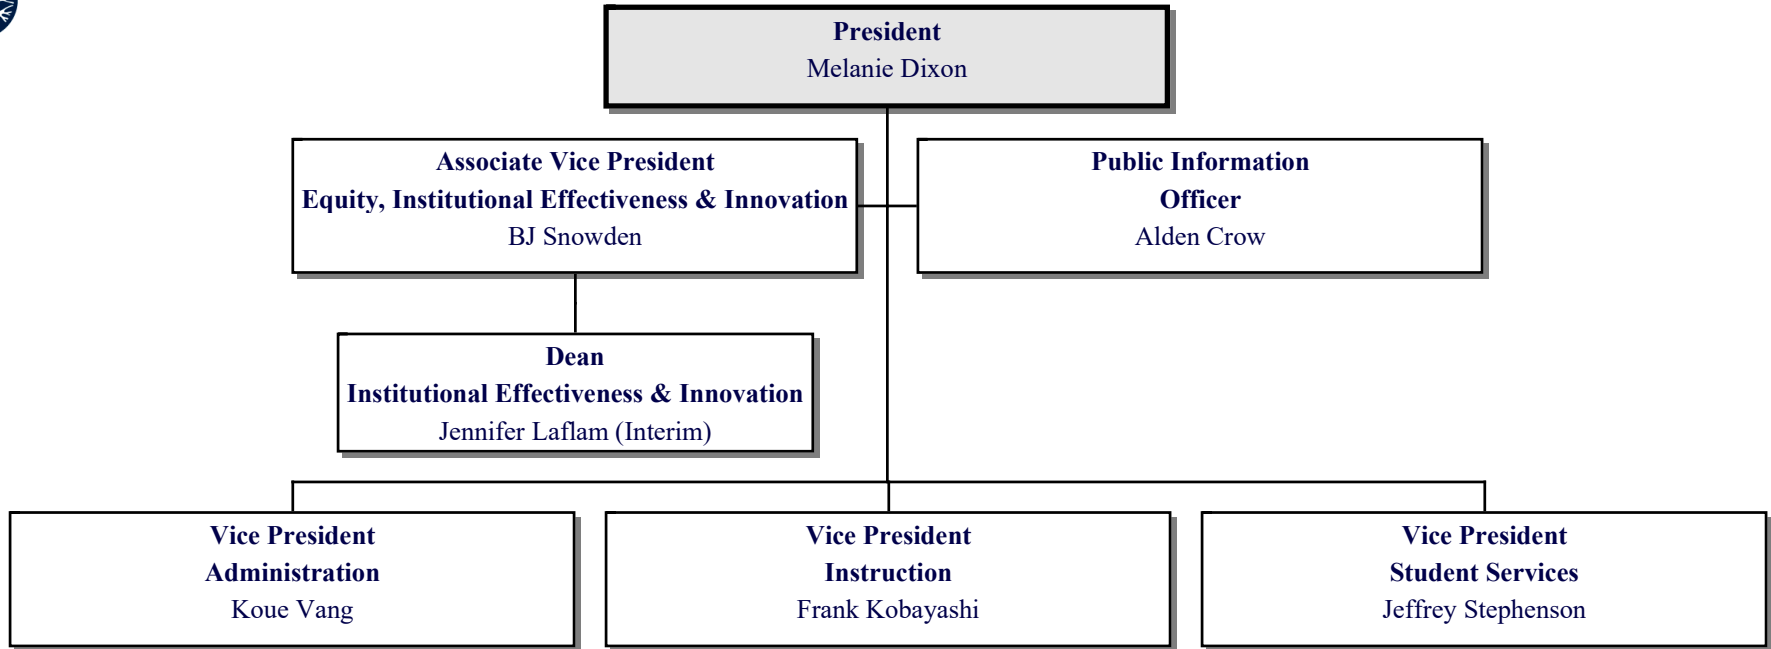 President
Melanie Dixon
Associate Vice President
Equity, Institutional Effectiveness & Innovation
BJ Snowden
Public Information
Officer
Alden Crow
Dean
Institutional Effectiveness & Innovation
Jennifer Laflam (Interim)
Vice President
Administration
Koue Vang
Vice President
Instruction
Frank Kobayashi
Vice President
Student Services
Jeffrey Stephenson